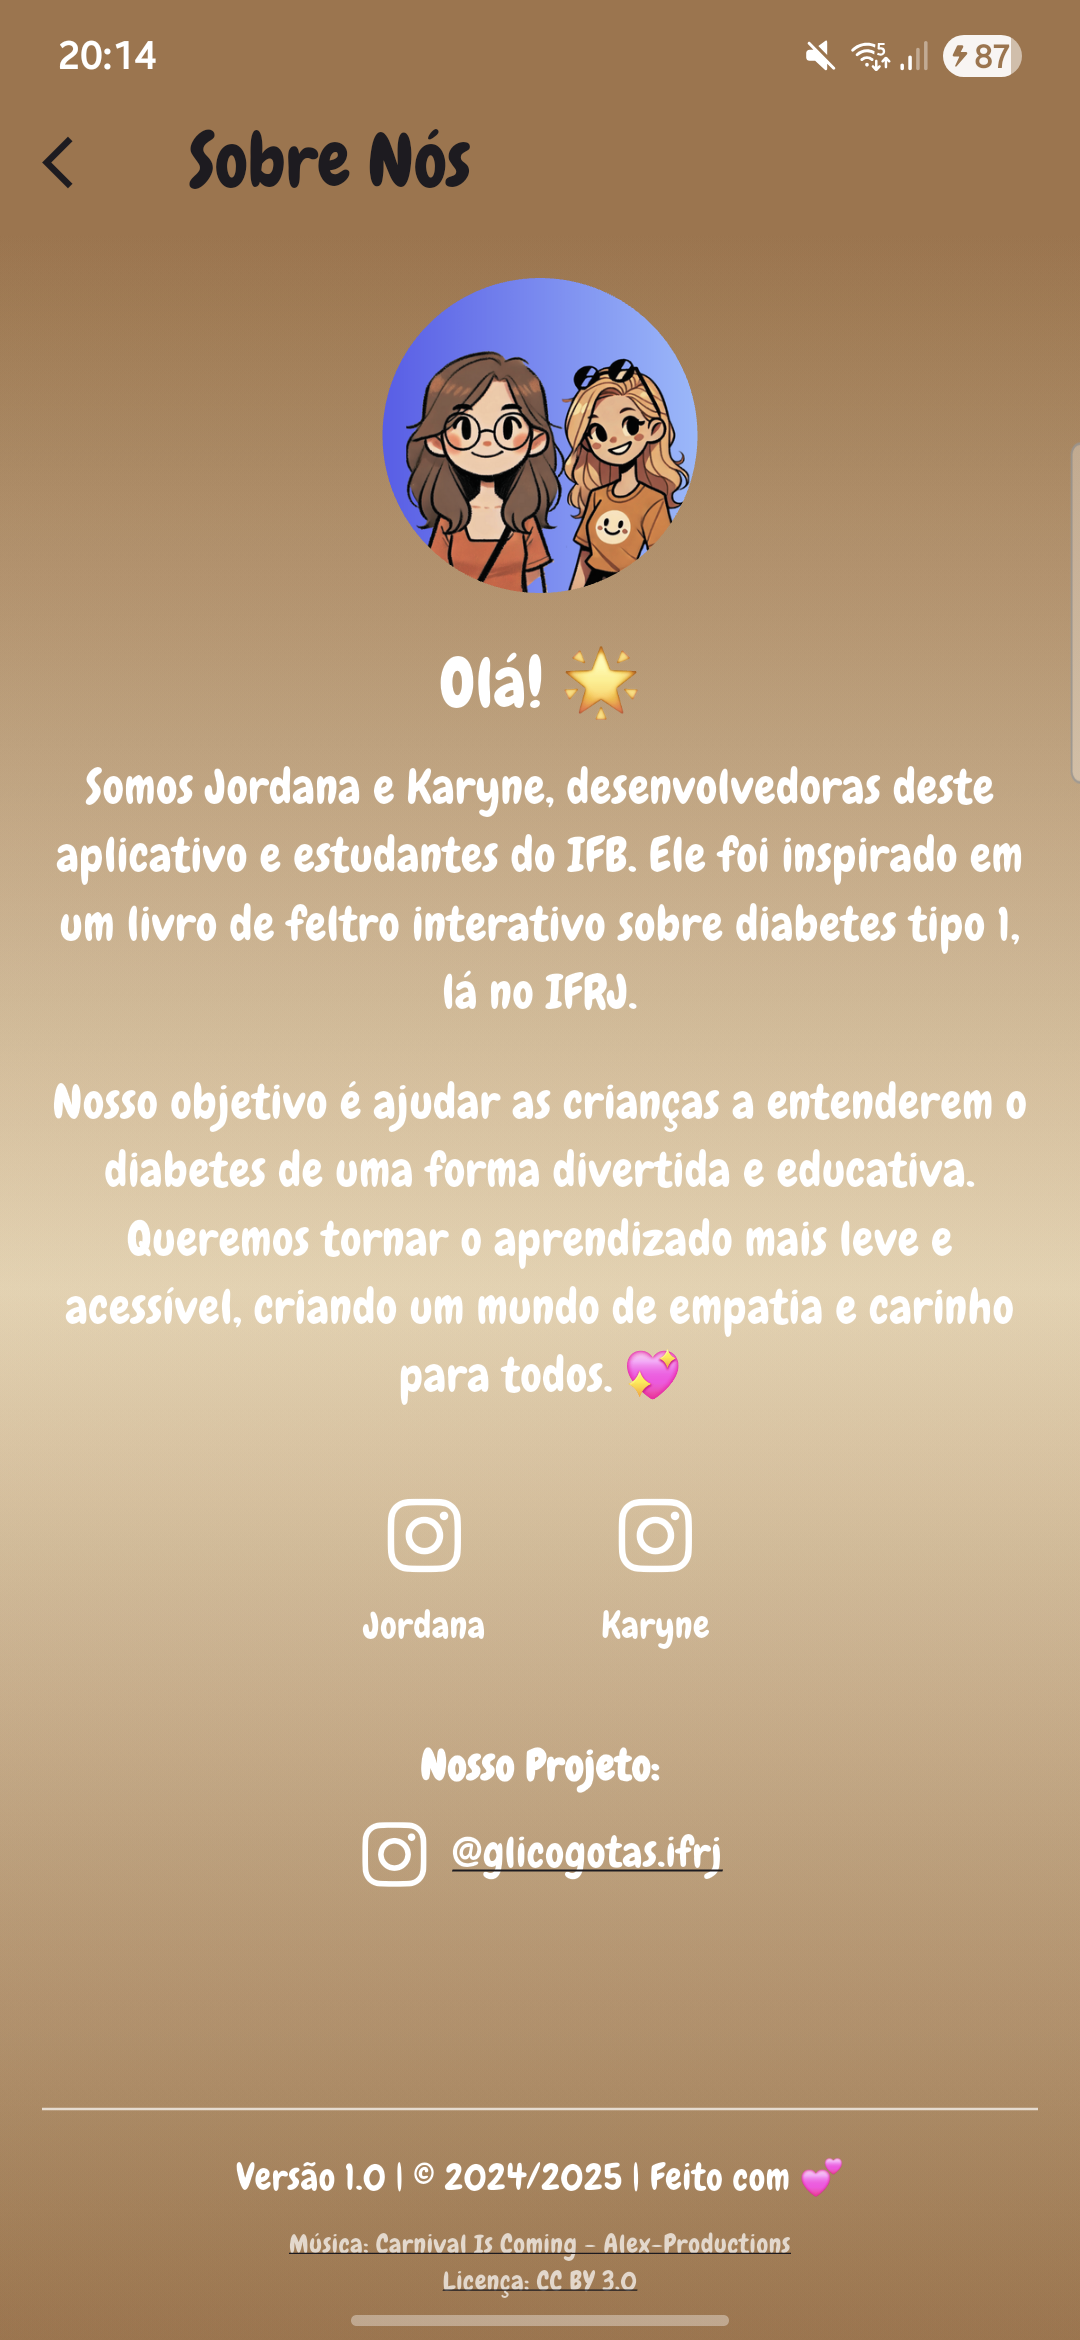 20:14
5
87
Sobre Nós
Olá! 🌟
Somos Jordana e Karyne, desenvolvedoras deste
aplicativo e estudantes do IFB. Ele foi inspirado em
um livro de feltro interativo sobre diabetes tipo 1,
lá no IFRJ.
Nosso objetivo é ajudar as crianças a entenderem o
diabetes de uma forma divertida e educativa.
Queremos tornar o aprendizado mais leve e
acessível, criando um mundo de empatia e carinho
para todos. 💖
Jordana
Karyne
Nosso Projeto:
@glicogotas.ifrj
Versão 1.0 | © 2024/2025 | Feito com 💕
Música: Carnival Is Coming - Alex-Productions
Licença: CC BY 3.0